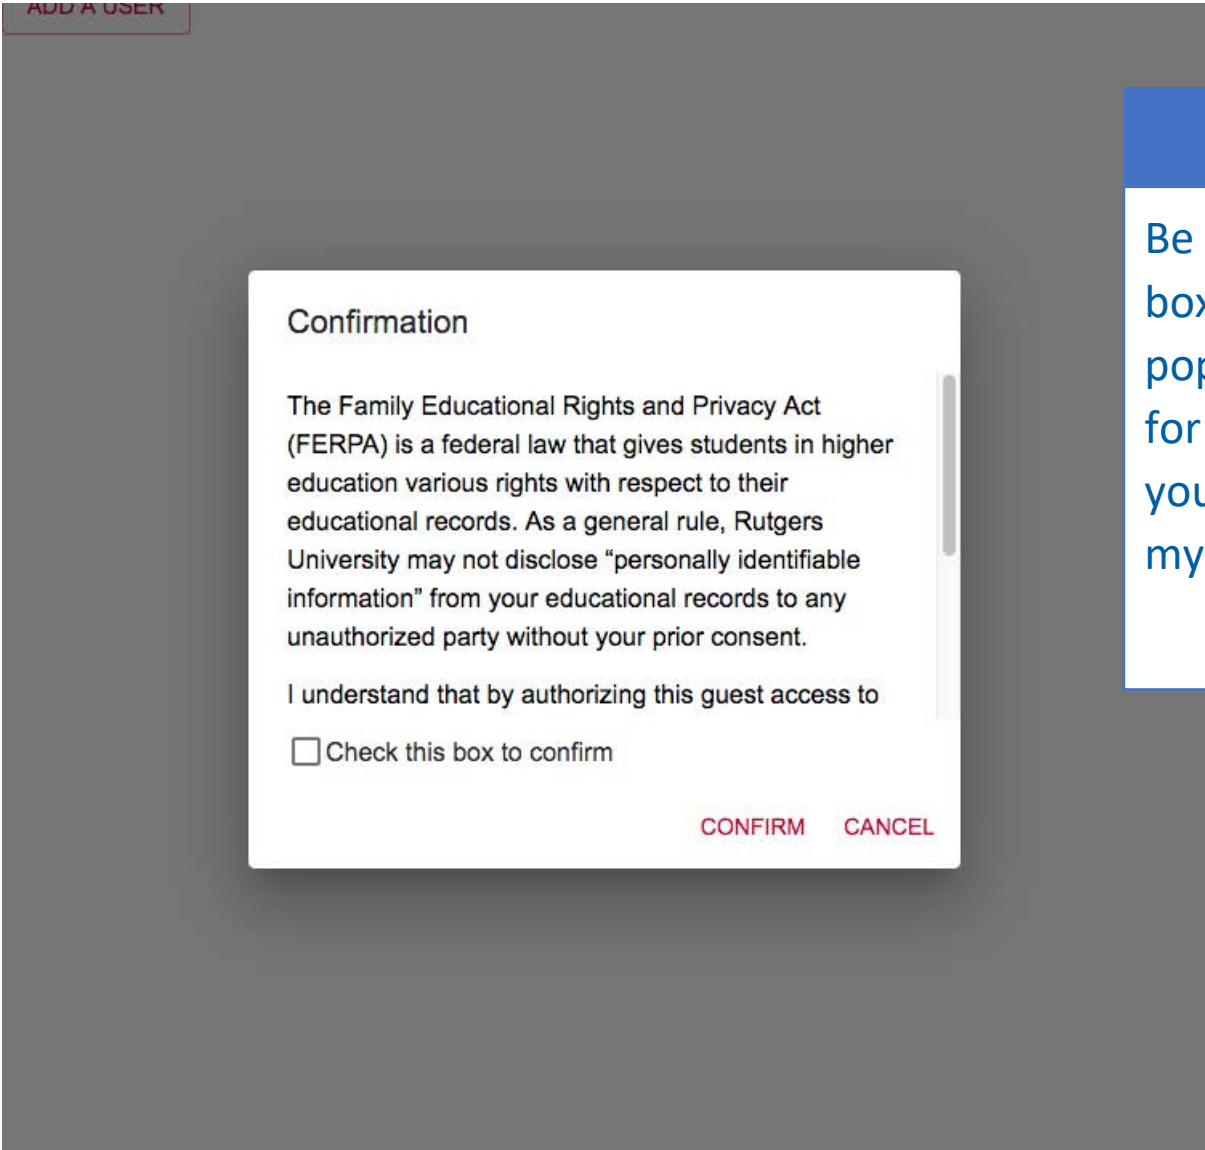 ADD A USER
Confirmation
The Family Educational Rights and Privacy Act
(FERPA) is a federal law that gives students in higher
education various rights with respect to their
educational records. As a general rule, Rutgers
University may not disclose “personally identifiable
information” from your educational records to any
unauthorized party without your prior consent.
I understand that by authorizing this guest access to
Check this box to confirm
CONFIRM CANCEL
Be
box
pop
for
you
my